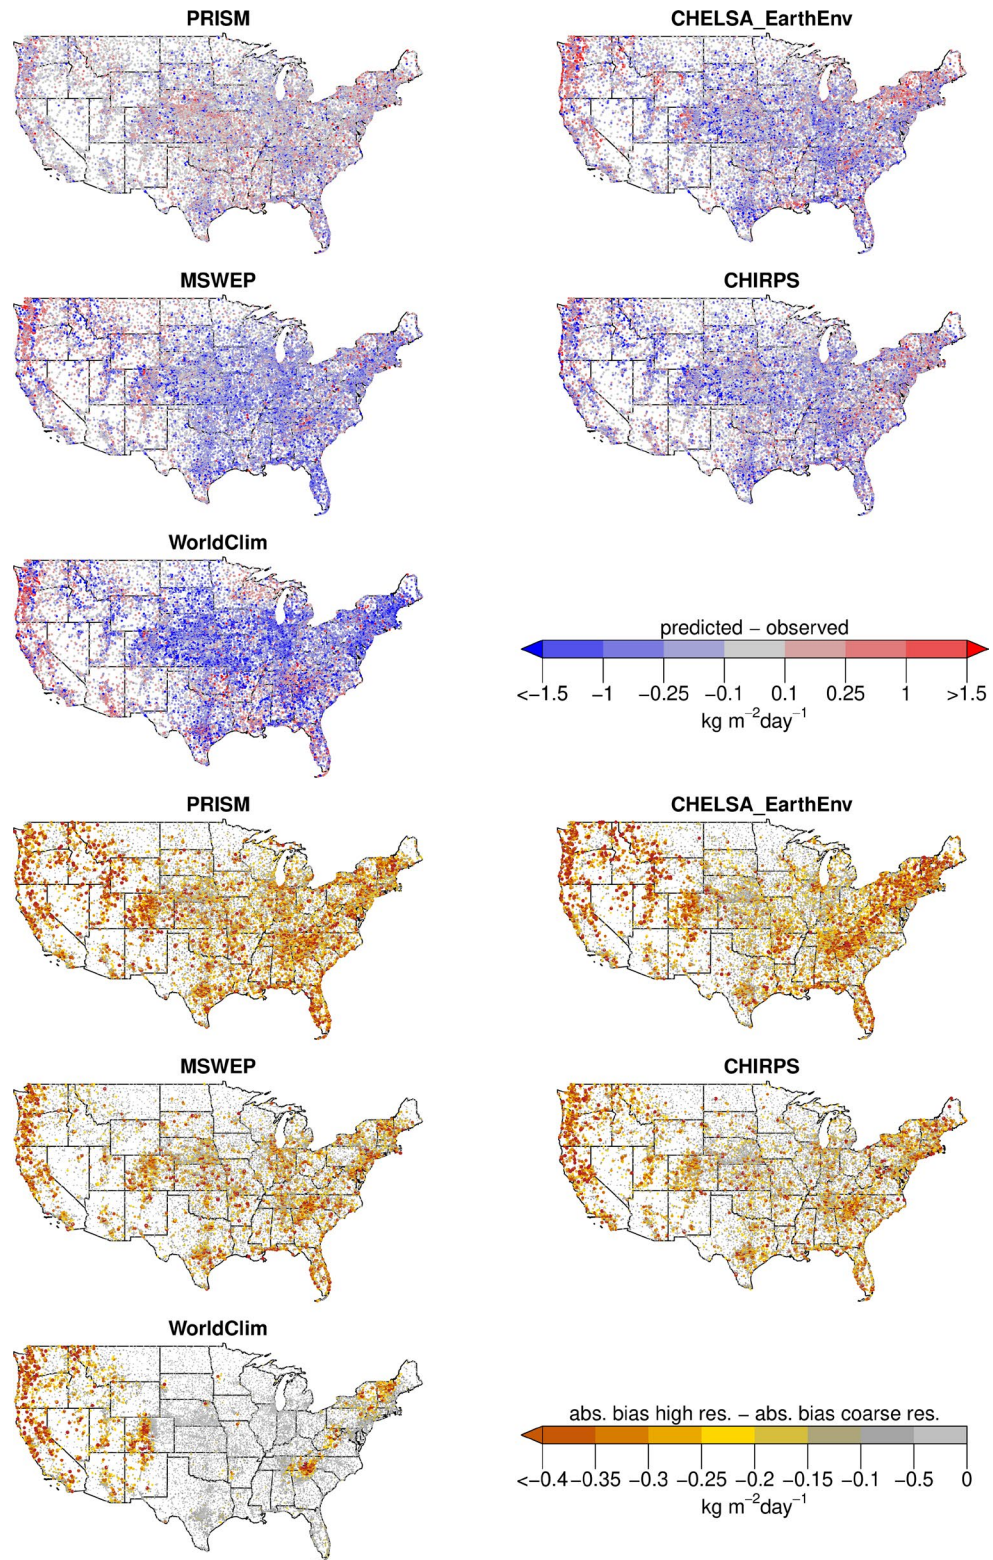 PRISM
CHELSA_EarthEnv
MSWEP
CHIRPS
WorldClim
predicted − observed
<−1.5 −1 −0.25 −0.1 0.1 0.25 1 >1.5
kg m⁻²day⁻¹
PRISM
CHELSA_EarthEnv
MSWEP
CHIRPS
WorldClim
abs. bias high res. − abs. bias coarse res.
<−0.4 −0.35 −0.3 −0.25 −0.2 −0.15 −0.1 −0.5 0
kg m⁻²day⁻¹